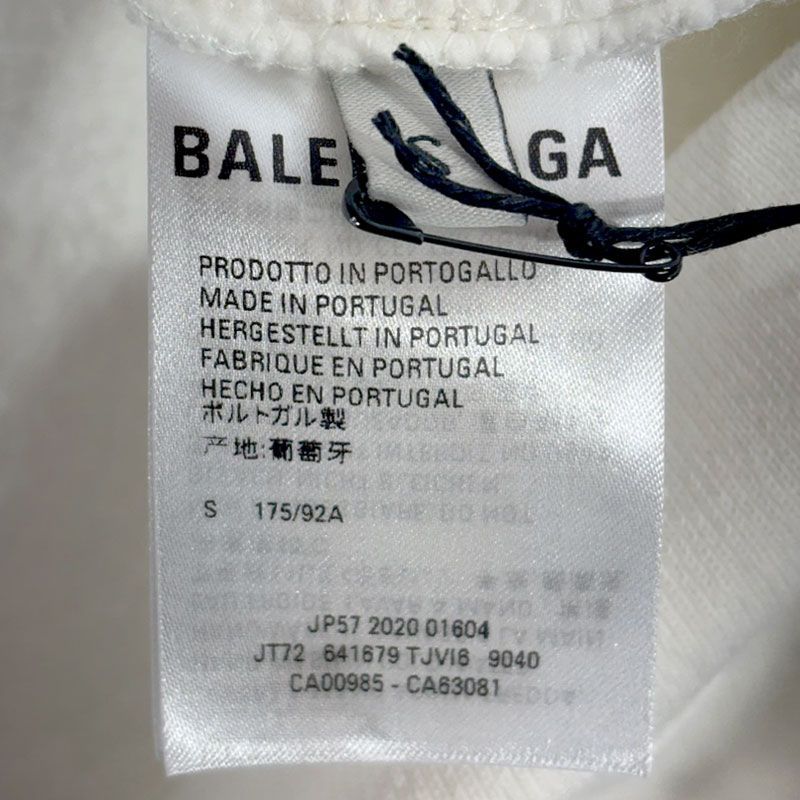 BALE S GA
PRODOTTO IN PORTOGALLO
MADE IN PORTUGAL
HERGESTELLT IN PORTUGAL
FABRIQUE EN PORTUGAL
HECHO EN PORTUGAL
ポルトガル製
产地:葡萄牙
S 175/92A
JP57 2020 01604
JT72 641679 TJVI6 9040
CA00985 - CA63081